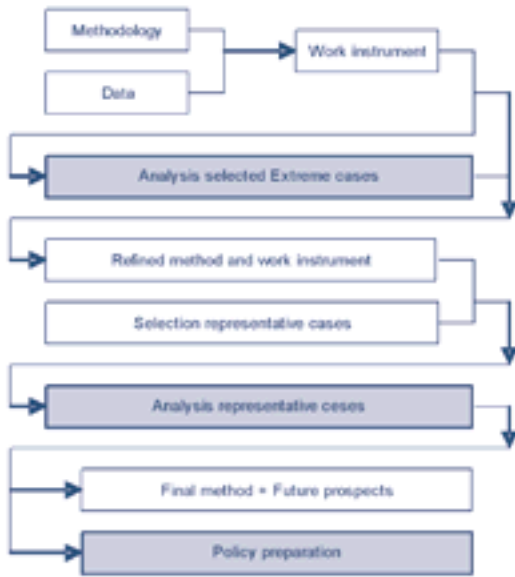 Methodology
Work instrument
Data
Analysis selected Extreme cases
Refined method and work instrument
Selection representative cases
Analysis representative ceses
Final method + Future prospects
Policy preparation